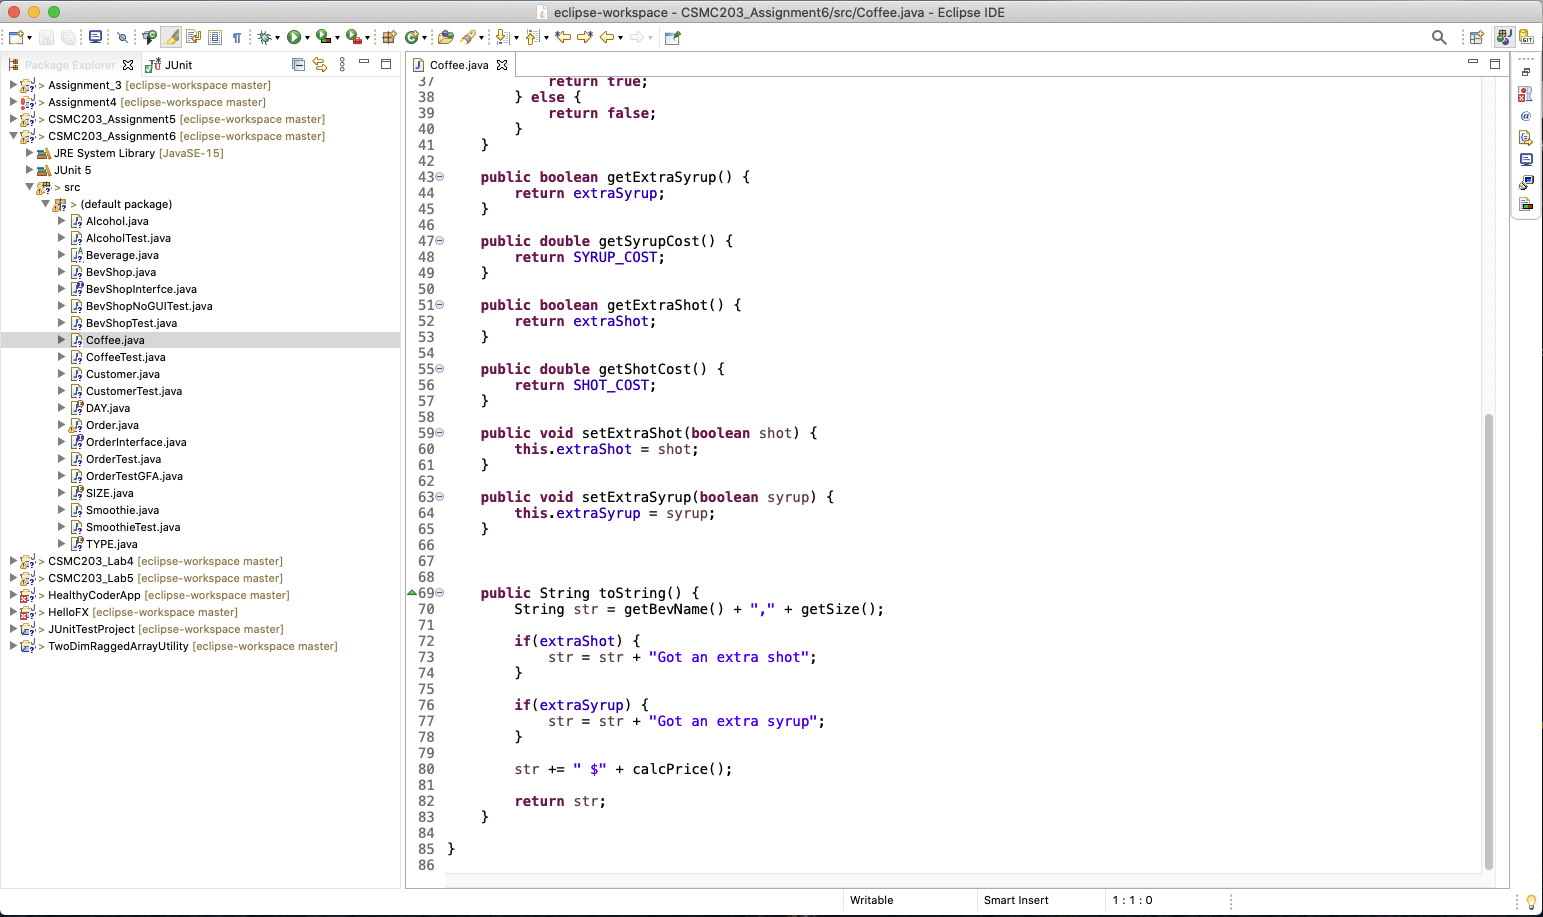 eclipse-workspace - CSMC203_Assignment6/src/Coffee.java - Eclipse IDE
Package Explorer
JUnit
Assignment_3 [eclipse-workspace master]
Assignment4 [eclipse-workspace master]
CSMC203_Assignment5 [eclipse-workspace master]
CSMC203_Assignment6 [eclipse-workspace master]
JRE System Library [JavaSE-15]
JUnit 5
src
(default package)
Alcohol.java
AlcoholTest.java
Beverage.java
BevShop.java
BevShopInterfce.java
BevShopNoGUITest.java
BevShopTest.java
Coffee.java
CoffeeTest.java
Customer.java
CustomerTest.java
DAY.java
Order.java
OrderInterface.java
OrderTest.java
OrderTestGFA.java
SIZE.java
Smoothie.java
SmoothieTest.java
TYPE.java
CSMC203_Lab4 [eclipse-workspace master]
CSMC203_Lab5 [eclipse-workspace master]
HealthyCoderApp [eclipse-workspace master]
HelloFX [eclipse-workspace master]
JUnitTestProject [eclipse-workspace master]
TwoDimRaggedArrayUtility [eclipse-workspace master]
Coffee.java
37 return true;
38 } else {
39 return false;
40 }
41 }
42
43 public boolean getExtraSyrup() {
44 return extraSyrup;
45 }
46
47 public double getSyrupCost() {
48 return SYRUP_COST;
49 }
50
51 public boolean getExtraShot() {
52 return extraShot;
53 }
54
55 public double getShotCost() {
56 return SHOT_COST;
57 }
58
59 public void setExtraShot(boolean shot) {
60 this.extraShot = shot;
61 }
62
63 public void setExtraSyrup(boolean syrup) {
64 this.extraSyrup = syrup;
65 }
66
67
68
69 public String toString() {
70 String str = getBevName() + "," + getSize();
71
72 if(extraShot) {
73 str = str + "Got an extra shot";
74 }
75
76 if(extraSyrup) {
77 str = str + "Got an extra syrup";
78 }
79
80 str += " $" + calcPrice();
81
82 return str;
83 }
84
85 }
86
Writable
Smart Insert
1 : 1 : 0